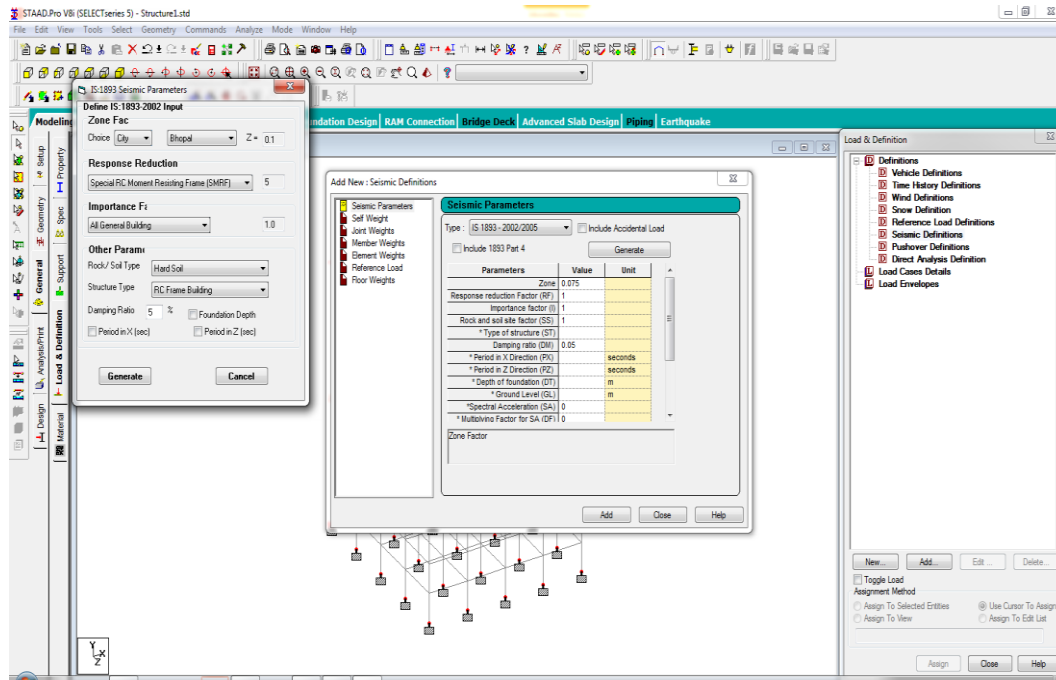 STAAD.Pro V8i (SELECTseries 5) - Structure1.std
File Edit View Tools Select Geometry Commands Analyze Mode Window Help
Modeling
ndation Design RAM Connection Bridge Deck Advanced Slab Design Piping Earthquake
IS:1893 Seismic Parameters
Define IS:1893-2002 Input
Zone Fac
Choice City Bhopal Z= 0.1
Response Reduction
Special RC Moment Resisting Frame (SMRF) 5
Importance Fa
All General Building 1.0
Other Parame
Rock/ Soil Type Hard Soil
Structure Type RC Frame Building
Damping Ratio 5 % Foundation Depth
Period in X (sec) Period in Z (sec)
Generate Cancel
Setup
Geometry
General
Analysis/Print
Design
Property
Spec
Support
Load & Definition
Material
Add New : Seismic Definitions
Seismic Parameters
Self Weight
Joint Weights
Member Weights
Element Weights
Reference Load
Floor Weights
Seismic Parameters
Type : IS 1893 - 2002/2005 Include Accidental Load
Include 1893 Part 4 Generate
Parameters Value Unit
Zone 0.075
Response reduction Factor (RF) 1
Importance factor (I) 1
Rock and soil site factor (SS) 1
* Type of structure (ST)
Damping ratio (DM) 0.05
* Period in X Direction (PX) seconds
* Period in Z Direction (PZ) seconds
* Depth of foundation (DT) m
* Ground Level (GL) m
*Spectral Acceleration (SA) 0
* Multiplying Factor for SA (DF) 0
Zone Factor
Add Close Help
Y
X
Z
Load & Definition
Definitions
Vehicle Definitions
Time History Definitions
Wind Definitions
Snow Definition
Reference Load Definitions
Seismic Definitions
Pushover Definitions
Direct Analysis Definition
Load Cases Details
Load Envelopes
New... Add... Edit ... Delete...
Toggle Load
Assignment Method
Assign To Selected Entities Use Cursor To Assign
Assign To View Assign To Edit List
Assign Close Help